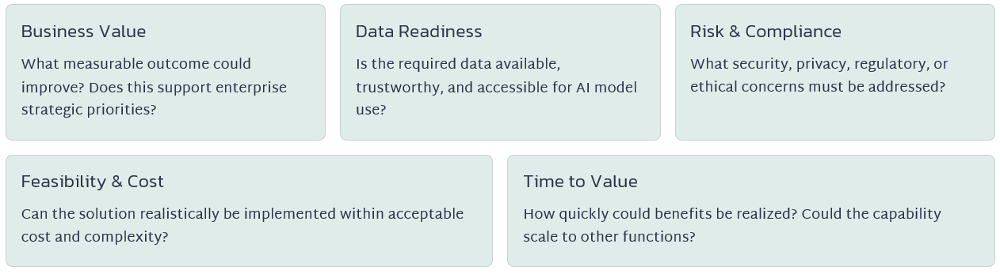 Business Value
What measurable outcome could
improve? Does this support enterprise
strategic priorities?
Data Readiness
Is the required data available,
trustworthy, and accessible for AI model
use?
Risk & Compliance
What security, privacy, regulatory, or
ethical concerns must be addressed?
Feasibility & Cost
Can the solution realistically be implemented within acceptable
cost and complexity?
Time to Value
How quickly could benefits be realized? Could the capability
scale to other functions?